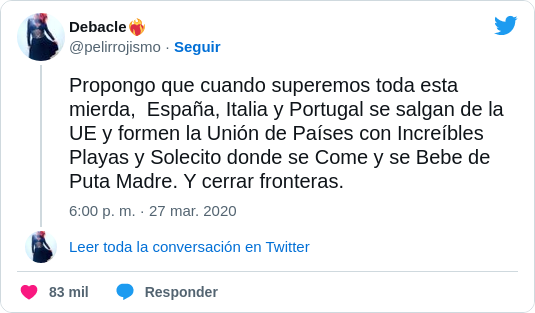 Debacle❤️‍🔥
@pelirrojismo · Seguir
Propongo que cuando superemos toda esta
mierda,  España, Italia y Portugal se salgan de la
UE y formen la Unión de Países con Increíbles
Playas y Solecito donde se Come y se Bebe de
Puta Madre. Y cerrar fronteras.
6:00 p. m. · 27 mar. 2020
Leer toda la conversación en Twitter
83 mil
Responder